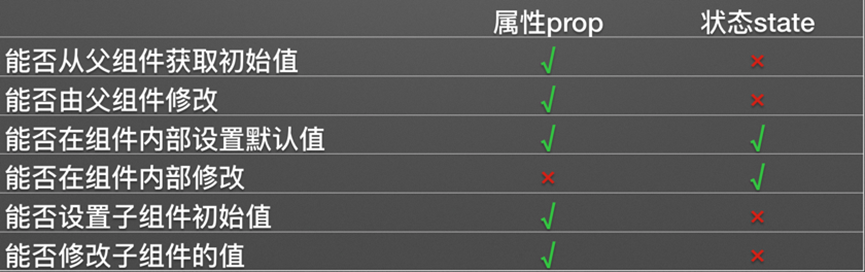 属性prop 状态state
能否从父组件获取初始值 √ ×
能否由父组件修改 √ ×
能否在组件内部设置默认值 √ √
能否在组件内部修改 × √
能否设置子组件初始值 √ ×
能否修改子组件的值 √ ×